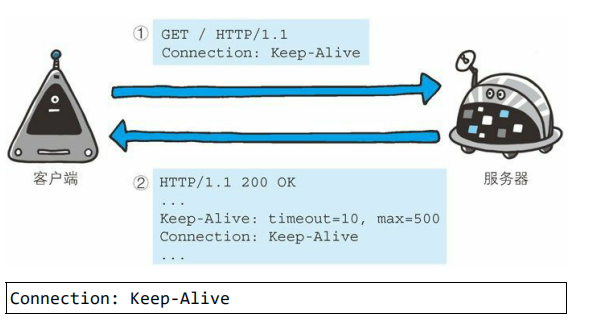 ① GET / HTTP/1.1
Connection: Keep-Alive
客户端
服务器
② HTTP/1.1 200 OK
...
Keep-Alive: timeout=10, max=500
Connection: Keep-Alive
...
Connection: Keep-Alive